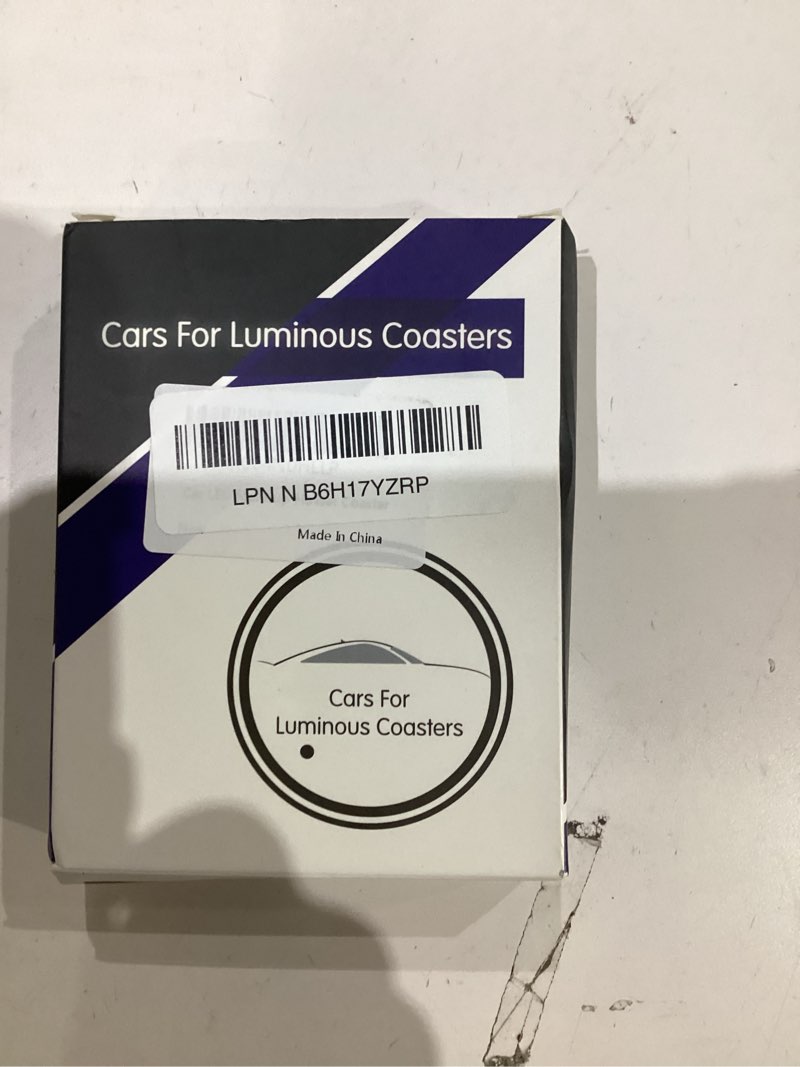 Cars For Luminous Coasters
LPN N B6H17YZRP
Made In China
Cars For
Luminous Coasters